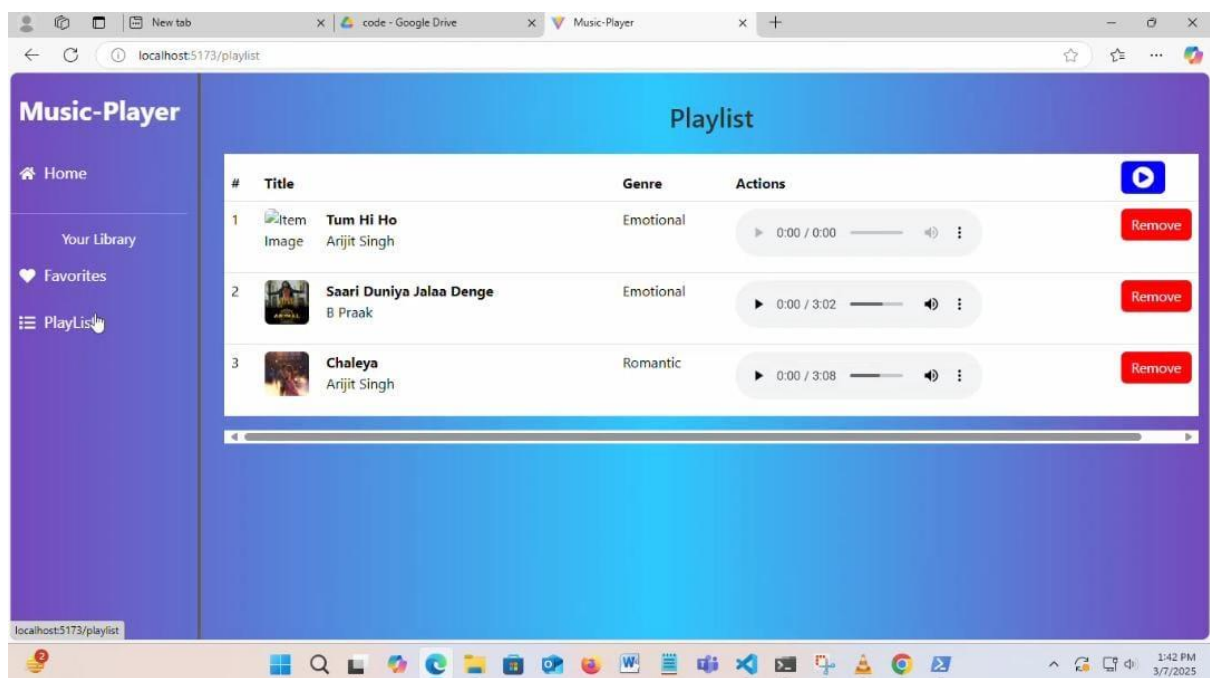 New tab
code - Google Drive
Music-Player
localhost:5173/playlist
Music-Player
Home
Your Library
Favorites
PlayList
Playlist
# Title Genre Actions
1 Item Image Tum Hi Ho Arijit Singh Emotional 0:00 / 0:00 Remove
2 Saari Duniya Jalaa Denge B Praak Emotional 0:00 / 3:02 Remove
3 Chaleya Arijit Singh Romantic 0:00 / 3:08 Remove
localhost:5173/playlist
2
1:42 PM
3/7/2025